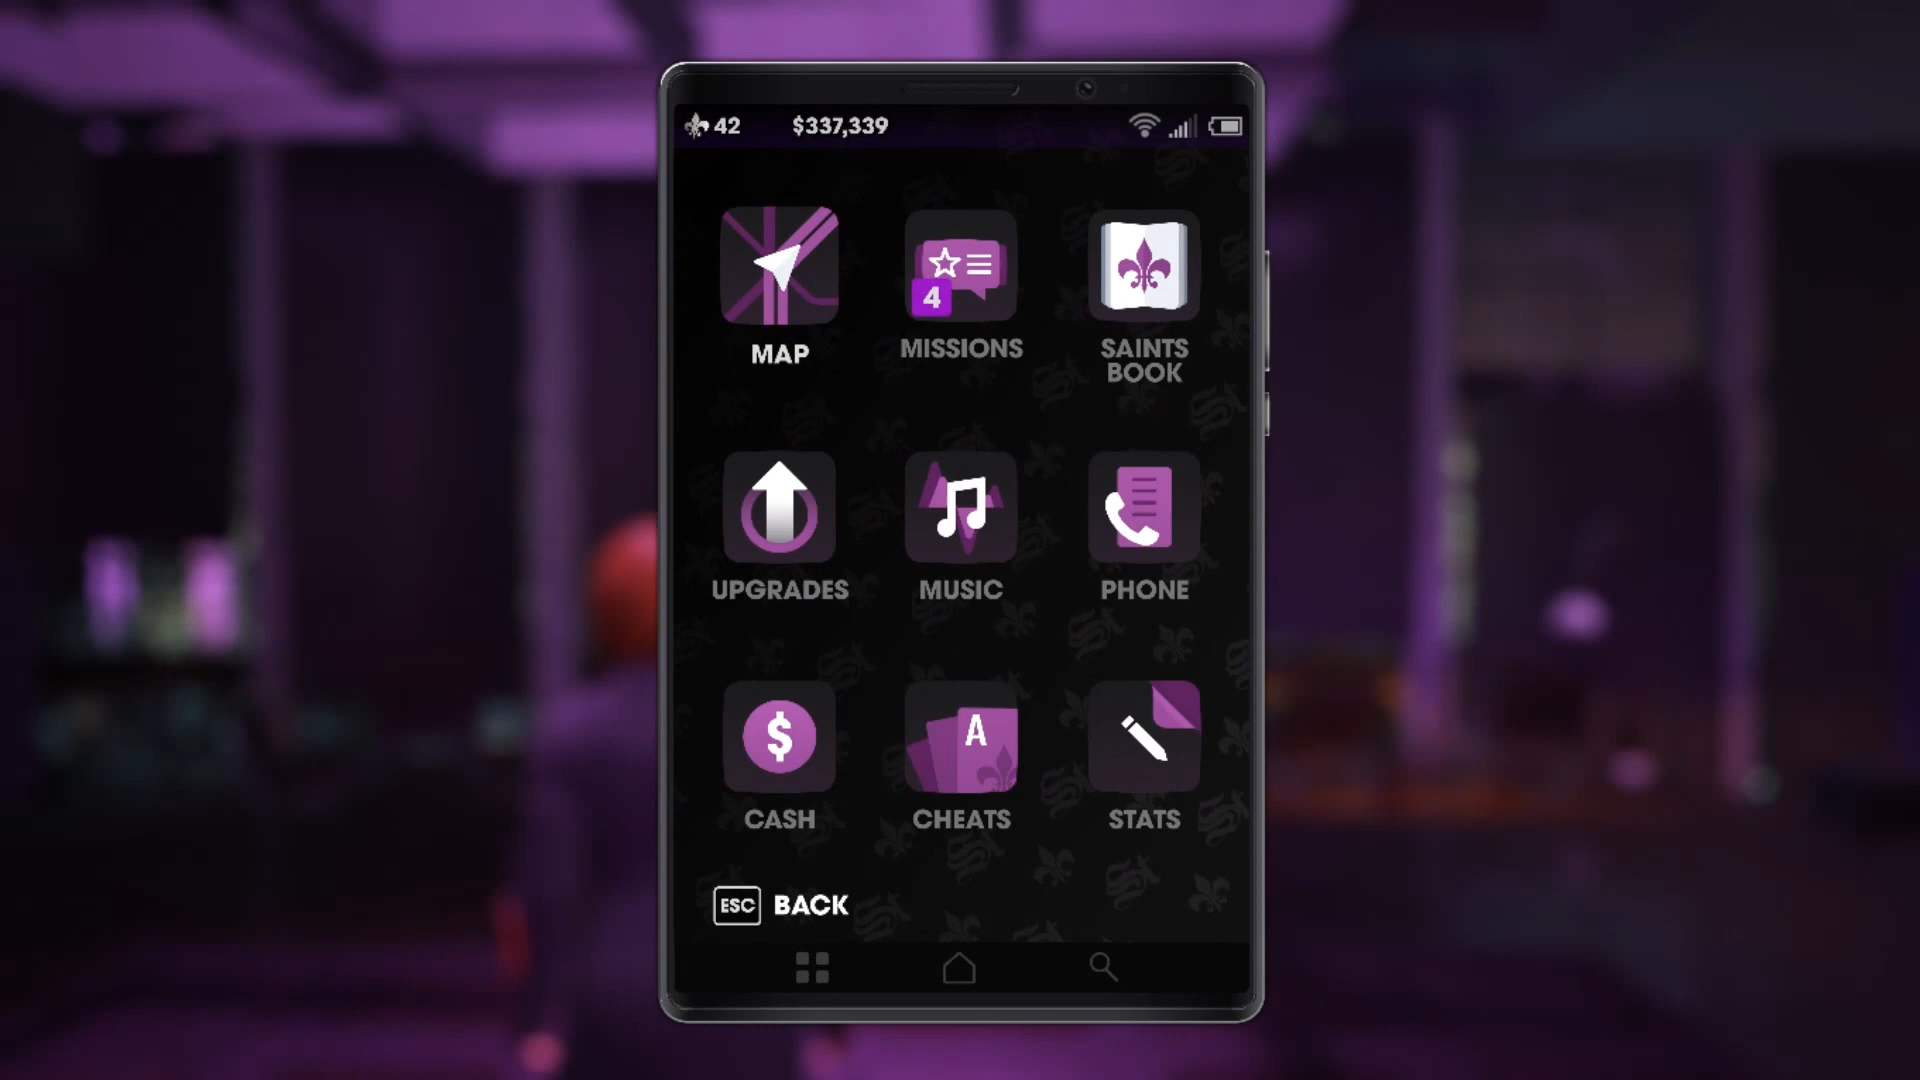 42 $337,339
MAP
4
MISSIONS
SAINTS
BOOK
UPGRADES
MUSIC
PHONE
$
CASH
A
CHEATS
STATS
ESC BACK